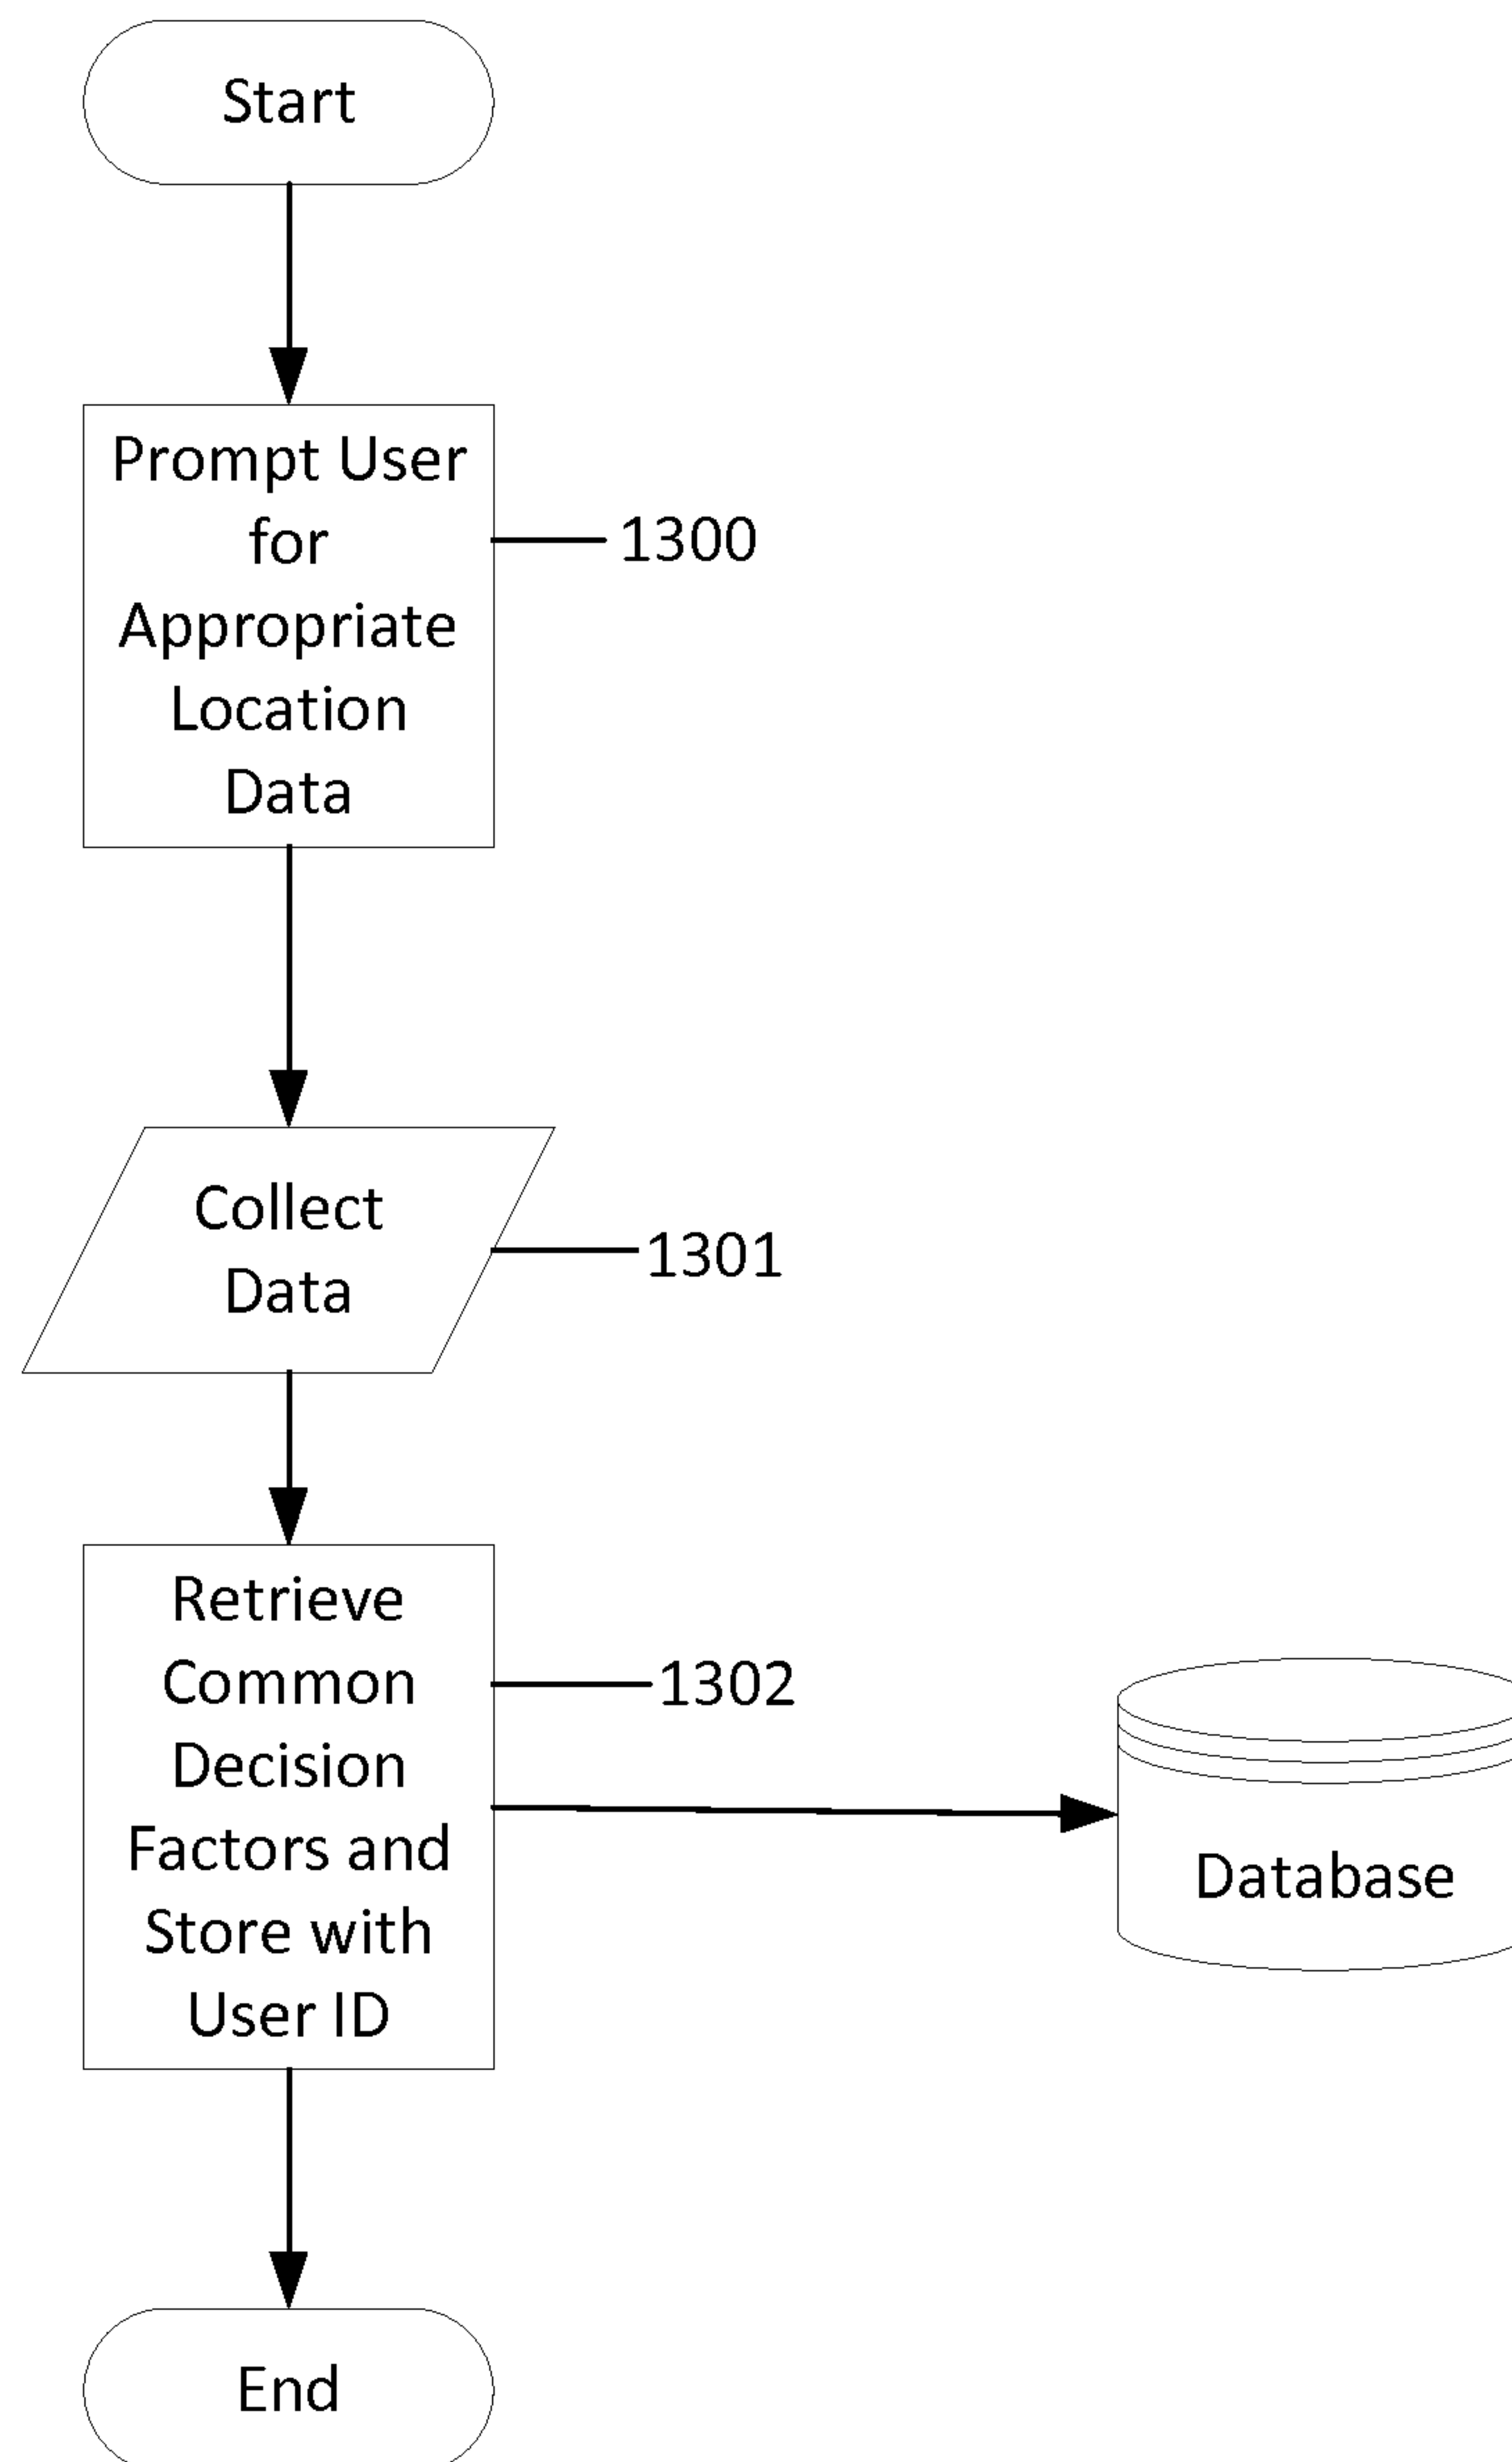 Start
Prompt User
for
Appropriate
Location
Data
1300
Collect
Data
1301
Retrieve
Common
Decision
Factors and
Store with
User ID
1302
Database
End